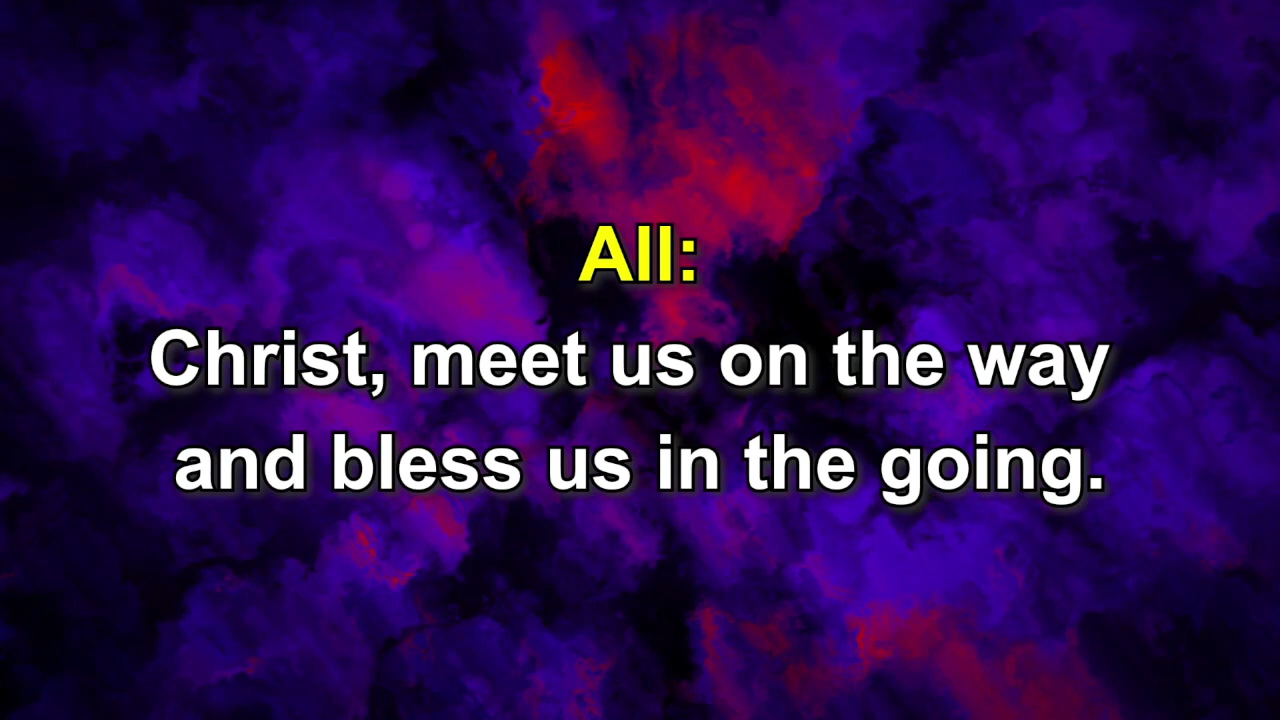 All:
Christ, meet us on the way
and bless us in the going.